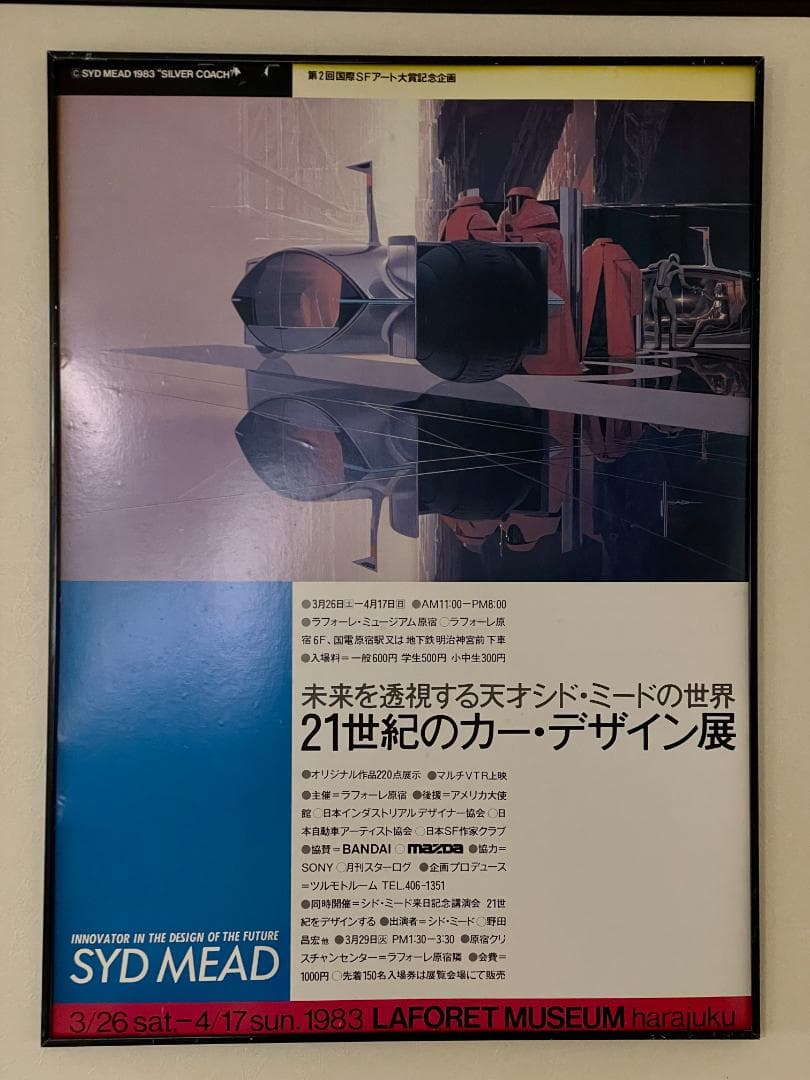 © SYD MEAD 1983 "SILVER COACH"
第2回国際SFアート大賞記念企画
●3月26日㊏—4月17日㊐ ●AM11:00—PM8:00
●ラフォーレ・ミュージアム原宿 ○ラフォーレ原
宿6F、国電原宿駅又は地下鉄明治神宮前下車
●入場料＝一般600円 学生500円 小中生300円
未来を透視する天才シド・ミードの世界
21世紀のカー・デザイン展
●オリジナル作品220点展示 ●マルチVTR上映
●主催＝ラフォーレ原宿 ●後援＝アメリカ大使
館 ○日本インダストリアルデザイナー協会 ○日
本自動車アーティスト協会 ○日本SF作家クラブ
●協賛＝BANDAI ○mazda ●協力＝
SONY ○月刊スターログ ●企画プロデュース
＝ツルモトルーム TEL.406-1351
●同時開催＝シド・ミード来日記念講演会 21世
紀をデザインする ●出演者＝シド・ミード ○野田
昌宏他 ●3月29日㊋ PM1:30—3:30 ●原宿クリ
スチャンセンター＝ラフォーレ原宿隣 ●会費＝
1000円 ○先着150名入場券は展覧会場にて販売
INNOVATOR IN THE DESIGN OF THE FUTURE
SYD MEAD
3/26 sat.—4/17 sun. 1983 LAFORET MUSEUM harajuku